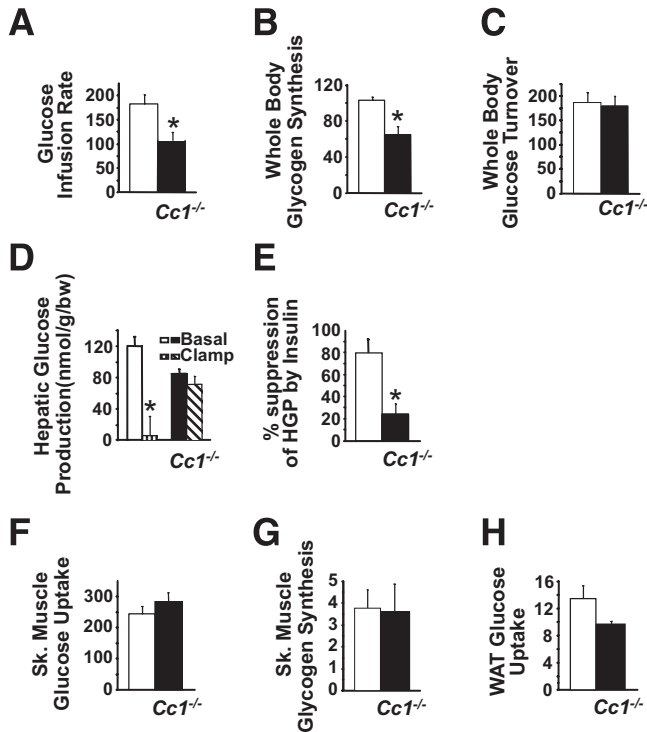 A
B
C
Glucose
Infusion Rate
200
150
150
100
50
0
*
Cc1-/-
Whole Body
Glycogen Synthesis
120
80
40
0
*
Cc1-/-
Whole Body
Glucose Turnover
200
150
150
100
50
0
Cc1-/-
D
E
Hepatic Glucose
Production(nmol/g/bw)
120
80
40
0
Basal
Clamp
*
Cc1-/-
% suppression
of HGP by Insulin
100
80
60
40
20
0
*
Cc1-/-
F
G
H
Sk. Muscle
Glucose Uptake
300
200
100
0
Cc1-/-
Sk. Muscle
Glycogen Synthesis
5
4
3
2
1
0
Cc1-/-
WAT Glucose
Uptake
16
12
8
4
0
Cc1-/-